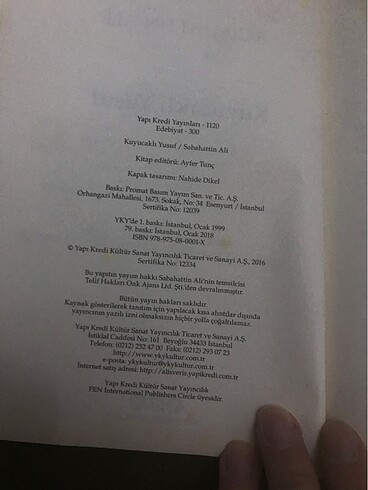 Yapı Kredi Yayınları - 1120
Edebiyat - 300
Kuyucaklı Yusuf / Sabahattin Ali
Kitap editörü: Ayfer Tunç
Kapak tasarımı: Nahide Dikel
Baskı: Promat Basım Yayım San. ve Tic. A.Ş.
Orhangazi Mahallesi, 1673. Sokak, No: 34 Esenyurt / İstanbul
Sertifika No: 12039
YKY'de 1. baskı: İstanbul, Ocak 1999
79. baskı: İstanbul, Ocak 2018
ISBN 978-975-08-0001-X
© Yapı Kredi Kültür Sanat Yayıncılık Ticaret ve Sanayi A.Ş., 2016
Sertifika No: 12334
Bu yapıtın yayım hakkı Sabahattin Ali'nin temsilcisi
Telif Hakları Onk Ajans Ltd. Şti.'den devralınmıştır.
Bütün yayın hakları saklıdır.
Kaynak gösterilerek tanıtım için yapılacak kısa alıntılar dışında
yayıncının yazılı izni olmaksızın hiçbir yolla çoğaltılamaz.
Yapı Kredi Kültür Sanat Yayıncılık Ticaret ve Sanayi A.Ş.
İstiklal Caddesi No: 161 Beyoğlu 34433 İstanbul
Telefon: (0212) 252 47 00 Faks: (0212) 293 07 23
http://www.ykykultur.com.tr
e-posta: ykykultur@ykykultur.com.tr
İnternet satış adresi: http://alisveris.yapikredi.com.tr
Yapı Kredi Kültür Sanat Yayıncılık
PEN International Publishers Circle üyesidir.